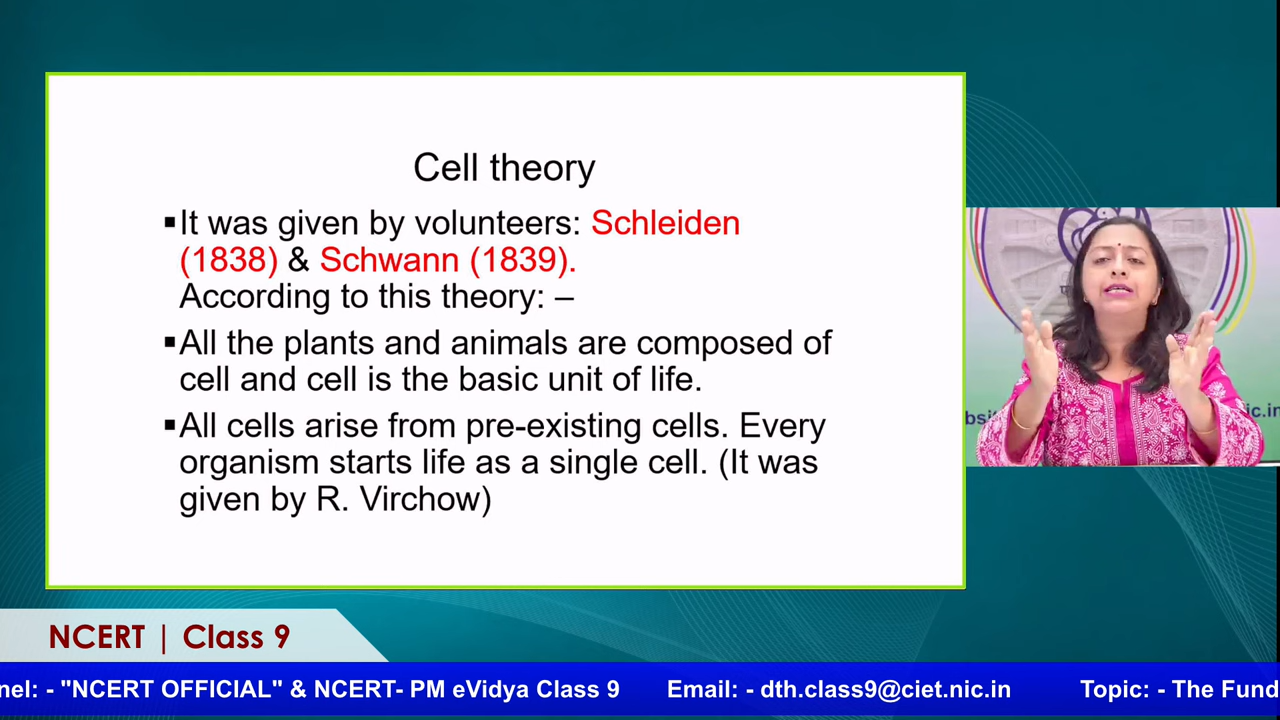 Cell theory
▪It was given by volunteers: Schleiden
(1838) & Schwann (1839).
According to this theory: –
▪All the plants and animals are composed of
cell and cell is the basic unit of life.
▪All cells arise from pre-existing cells. Every
organism starts life as a single cell. (It was
given by R. Virchow)
ic.in
NCERT | Class 9
nel: - "NCERT OFFICIAL" & NCERT- PM eVidya Class 9 Email: - dth.class9@ciet.nic.in Topic: - The Fund